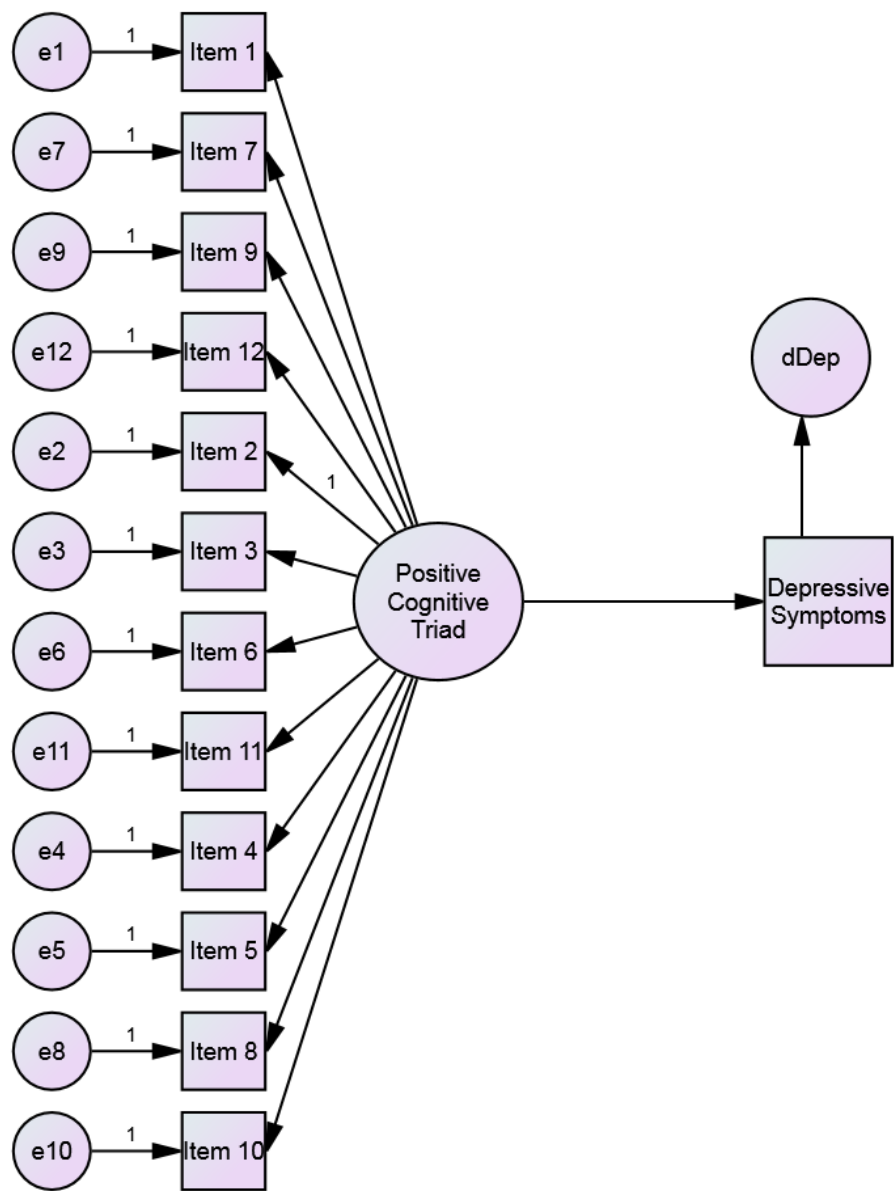 e1 1 Item 1
e7 1 Item 7
e9 1 Item 9
e12 1 Item 12
e2 1 Item 2
1
e3 1 Item 3
e6 1 Item 6
e11 1 Item 11
e4 1 Item 4
e5 1 Item 5
e8 1 Item 8
e10 1 Item 10
Positive
Cognitive
Triad
dDep
Depressive
Symptoms